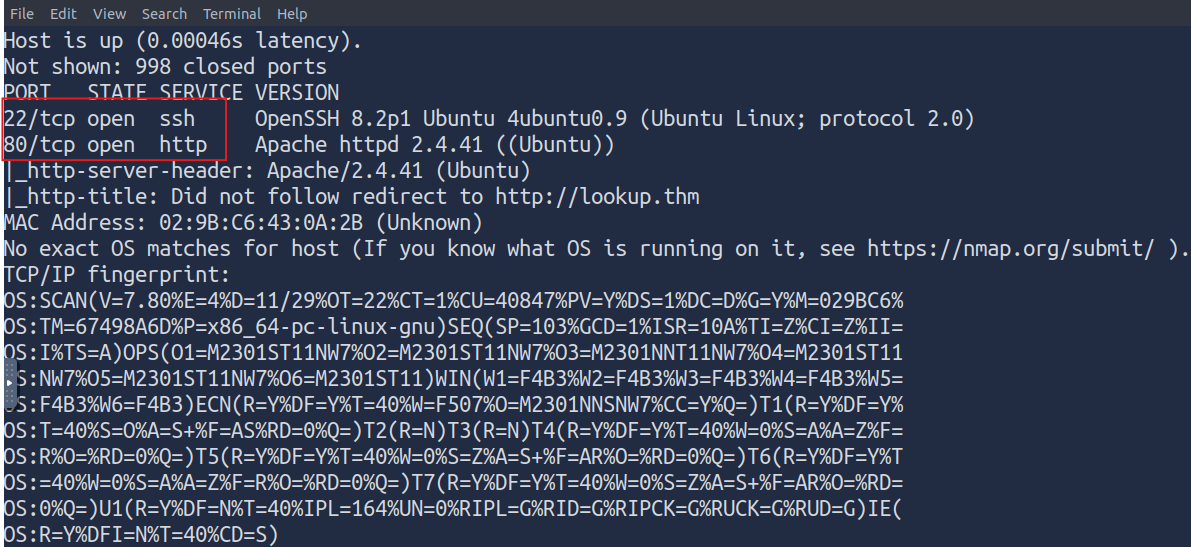 File Edit View Search Terminal Help
Host is up (0.00046s latency).
Not shown: 998 closed ports
PORT   STATE SERVICE VERSION
22/tcp open  ssh     OpenSSH 8.2p1 Ubuntu 4ubuntu0.9 (Ubuntu Linux; protocol 2.0)
80/tcp open  http    Apache httpd 2.4.41 ((Ubuntu))
|_http-server-header: Apache/2.4.41 (Ubuntu)
|_http-title: Did not follow redirect to http://lookup.thm
MAC Address: 02:9B:C6:43:0A:2B (Unknown)
No exact OS matches for host (If you know what OS is running on it, see https://nmap.org/submit/ ).
TCP/IP fingerprint:
OS:SCAN(V=7.80%E=4%D=11/29%OT=22%CT=1%CU=40847%PV=Y%DS=1%DC=D%G=Y%M=029BC6%
OS:TM=67498A6D%P=x86_64-pc-linux-gnu)SEQ(SP=103%GCD=1%ISR=10A%TI=Z%CI=Z%II=
OS:I%TS=A)OPS(O1=M2301ST11NW7%O2=M2301ST11NW7%O3=M2301NNT11NW7%O4=M2301ST11
OS:NW7%O5=M2301ST11NW7%O6=M2301ST11)WIN(W1=F4B3%W2=F4B3%W3=F4B3%W4=F4B3%W5=
OS:F4B3%W6=F4B3)ECN(R=Y%DF=Y%T=40%W=F507%O=M2301NNSNW7%CC=Y%Q=)T1(R=Y%DF=Y%
OS:T=40%S=O%A=S+%F=AS%RD=0%Q=)T2(R=N)T3(R=N)T4(R=Y%DF=Y%T=40%W=0%S=A%A=Z%F=
OS:R%O=%RD=0%Q=)T5(R=Y%DF=Y%T=40%W=0%S=Z%A=S+%F=AR%O=%RD=0%Q=)T6(R=Y%DF=Y%T
OS:=40%W=0%S=A%A=Z%F=R%O=%RD=0%Q=)T7(R=Y%DF=Y%T=40%W=0%S=Z%A=S+%F=AR%O=%RD=
OS:0%Q=)U1(R=Y%DF=N%T=40%IPL=164%UN=0%RIPL=G%RID=G%RIPCK=G%RUCK=G%RUD=G)IE(
OS:R=Y%DFI=N%T=40%CD=S)